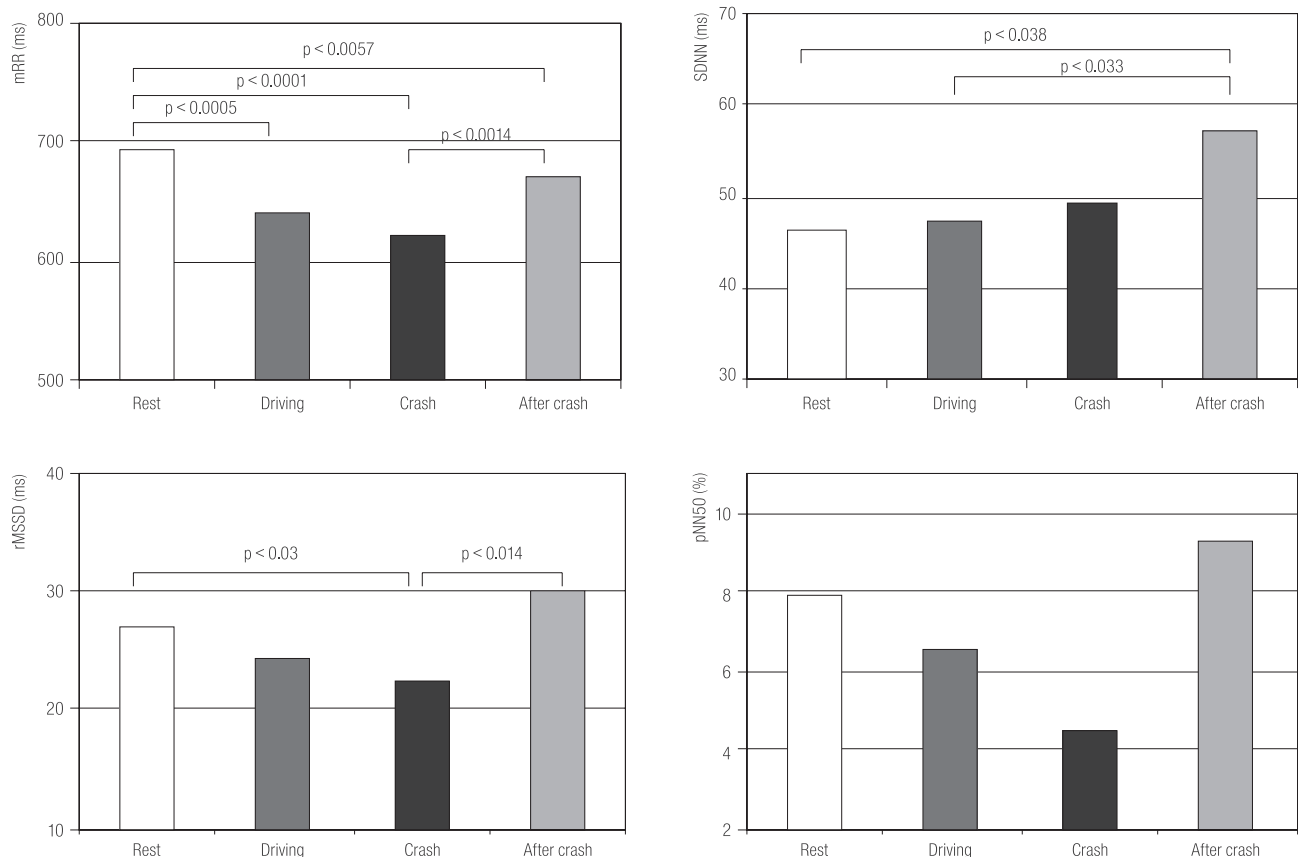 mRR (ms)
800
700
600
500
p < 0.0057
p < 0.0001
p < 0.0005
p < 0.0014
Rest Driving Crash After crash
SDNN (ms)
70
60
50
40
30
p < 0.038
p < 0.033
Rest Driving Crash After crash
rMSSD (ms)
40
30
20
10
p < 0.03 p < 0.014
Rest Driving Crash After crash
pNN50 (%)
10
8
6
4
2
Rest Driving Crash After crash